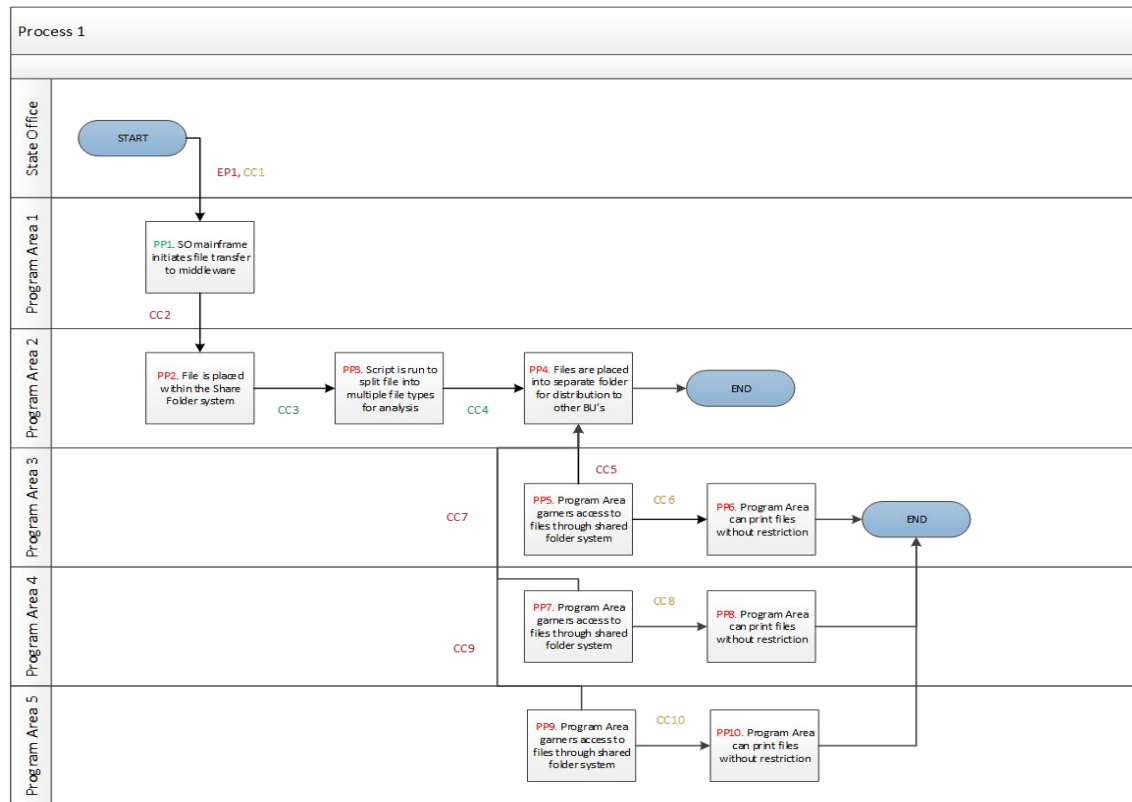 Process 1
State Office
START
EP1, CC1
Program Area 1
PP1. SO mainframe
initiates file transfer
to middleware
CC2
Program Area 2
PP2. File is placed
within the Share
Folder system
CC3
PP3. Script is run to
split file into
multiple file types
for analysis
CC4
PP4. Files are placed
into separate folder
for distribution to
other BU's
END
Program Area 3
CC5
CC7
PP5. Program Area
garners access to
files through shared
folder system
CC6
PP6. Program Area
can print files
without restriction
END
Program Area 4
PP7. Program Area
garners access to
files through shared
folder system
CC8
PP8. Program Area
can print files
without restriction
CC9
Program Area 5
PP9. Program Area
garners access to
files through shared
folder system
CC10
PP10. Program Area
can print files
without restriction